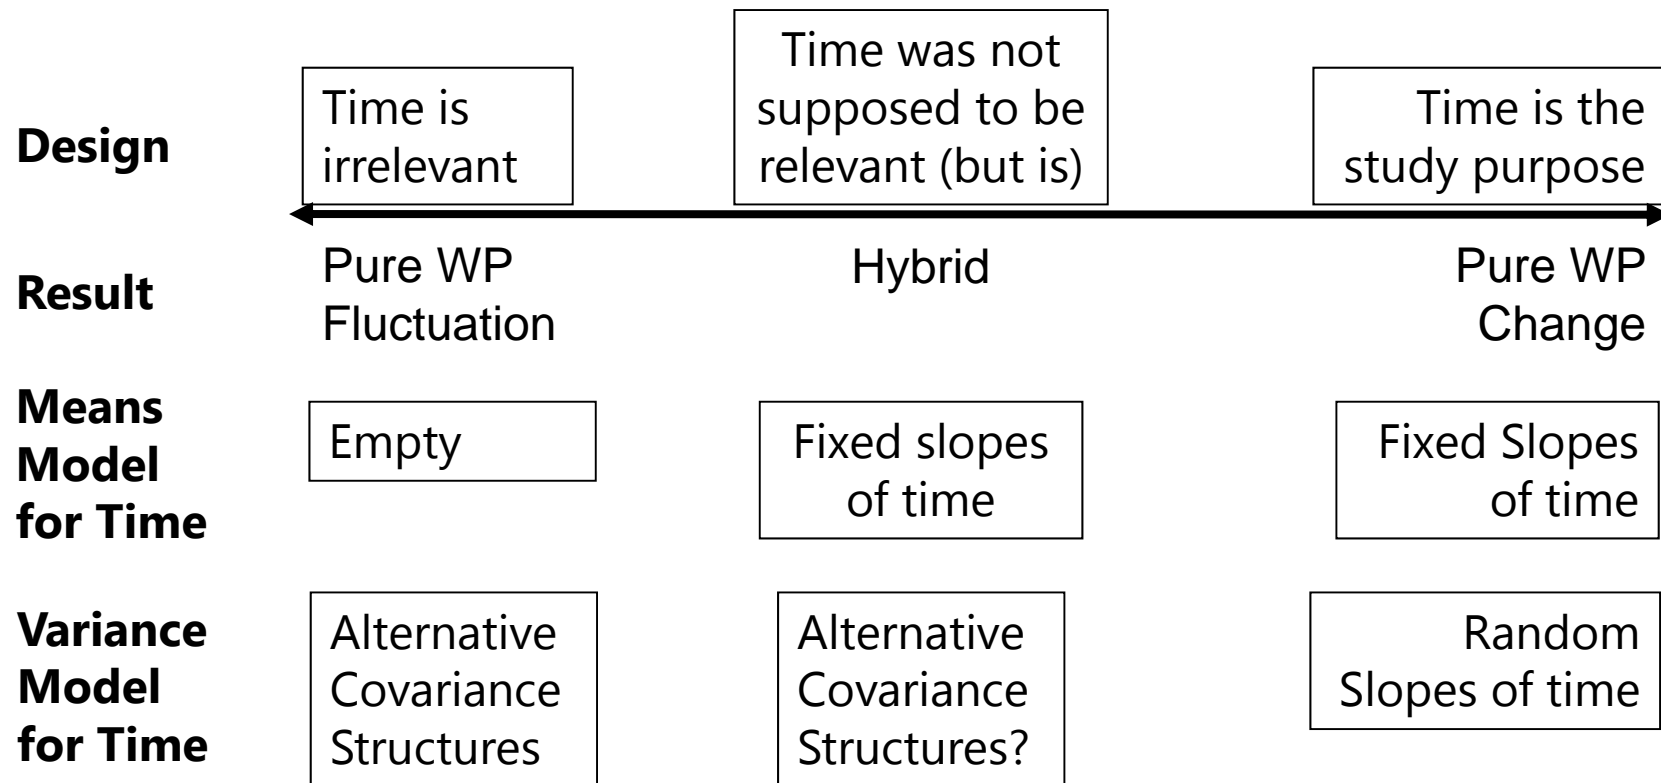 Design
Time is
irrelevant
Time was not
supposed to be
relevant (but is)
Time is the
study purpose
Result
Pure WP
Fluctuation
Hybrid
Pure WP
Change
Means
Model
for Time
Empty
Fixed slopes
of time
Fixed Slopes
of time
Variance
Model
for Time
Alternative
Covariance
Structures
Alternative
Covariance
Structures?
Random
Slopes of time